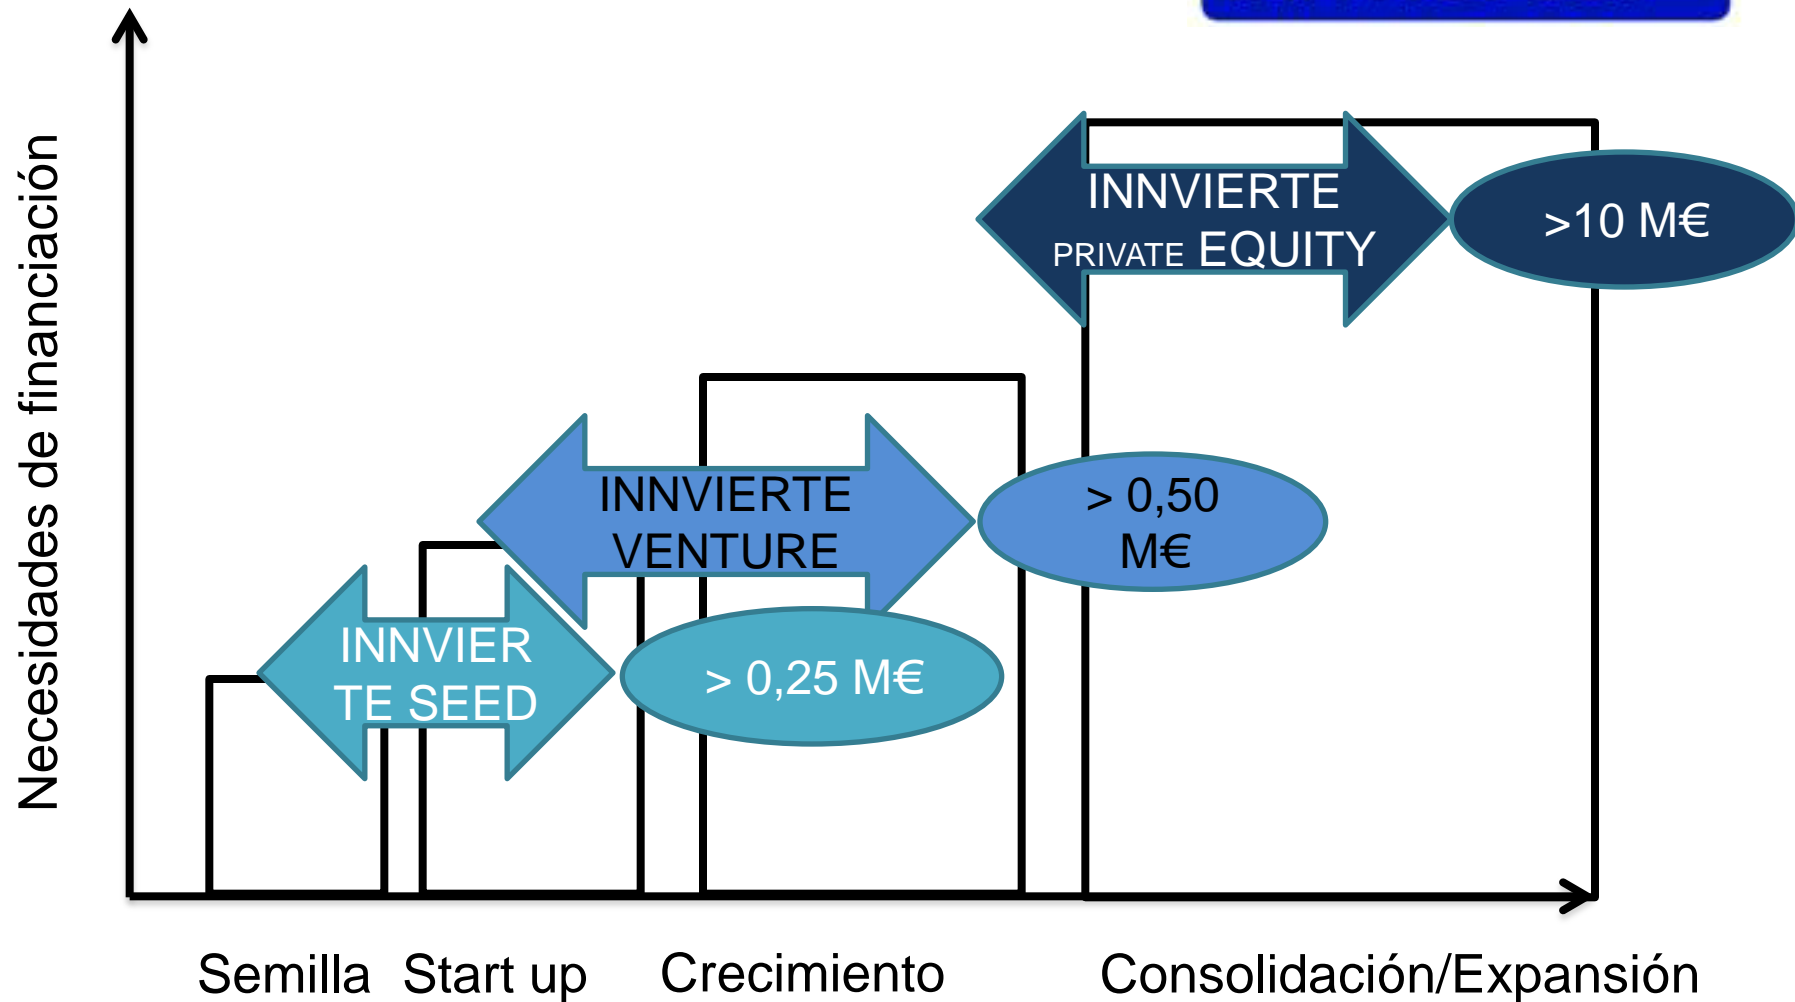 Necesidades de financiación
INNVIERTE
PRIVATE EQUITY
>10 M€
INNVIERTE
VENTURE
> 0,50
M€
INNVIER
TE SEED
> 0,25 M€
Semilla Start up Crecimiento Consolidación/Expansión